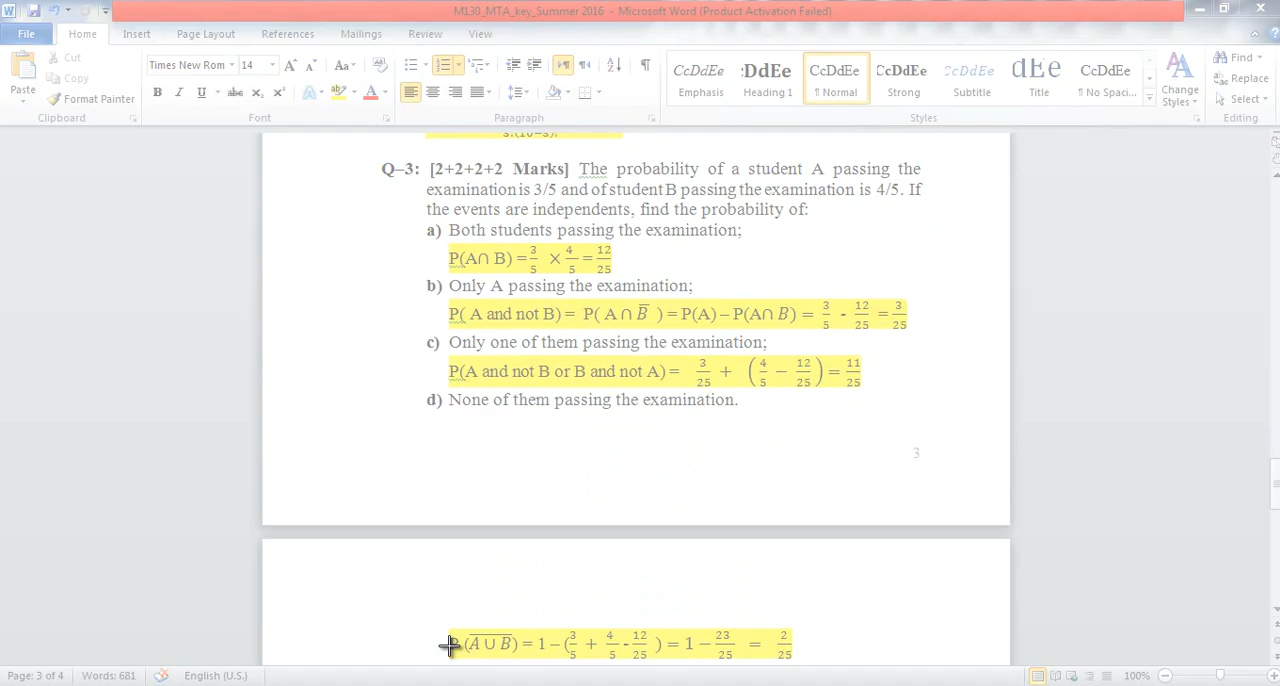 M130_MTA_key_Summer 2016 - Microsoft Word (Product Activation Failed)
File Home Insert Page Layout References Mailings Review View
Paste
Cut
Copy
Format Painter
Clipboard
Times New Rom 14
Font
Paragraph
CcDdEe :DdEe CcDdEe CcDdEe CcDdEe dEe CcDdEe
Emphasis Heading 1 ¶ Normal Strong Subtitle Title ¶ No Spaci...
Styles
Change Styles
Find
Replace
Select
Editing
Q–3: [2+2+2+2 Marks] The probability of a student A passing the
examination is 3/5 and of student B passing the examination is 4/5. If
the events are independents, find the probability of:
a) Both students passing the examination;
P(A∩ B) = 3/5 × 4/5 = 12/25
b) Only A passing the examination;
P( A and not B) = P( A ∩ B̅ ) = P(A) – P(A∩ B) = 3/5 - 12/25 = 3/25
c) Only one of them passing the examination;
P(A and not B or B and not A) = 3/25 + (4/5 − 12/25) = 11/25
d) None of them passing the examination.
3
(A̅ ̅∪̅ ̅B̅) = 1 – (3/5 + 4/5 - 12/25 ) = 1 – 23/25 = 2/25
Page: 3 of 4 Words: 681 English (U.S.) 100%